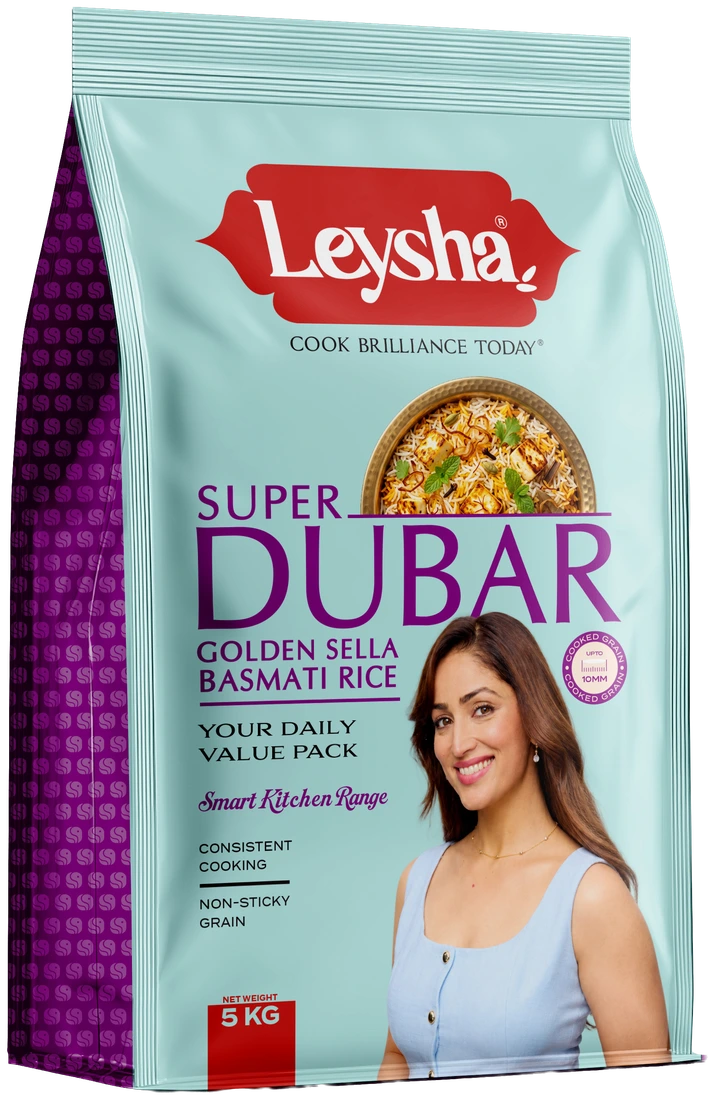 Leysha®
COOK BRILLIANCE TODAY®
SUPER
DUBAR
GOLDEN SELLA
BASMATI RICE
COOKED GRAIN
UPTO
10MM
COOKED GRAIN
YOUR DAILY
VALUE PACK
Smart Kitchen Range
CONSISTENT
COOKING
NON-STICKY
GRAIN
NET WEIGHT
5 KG